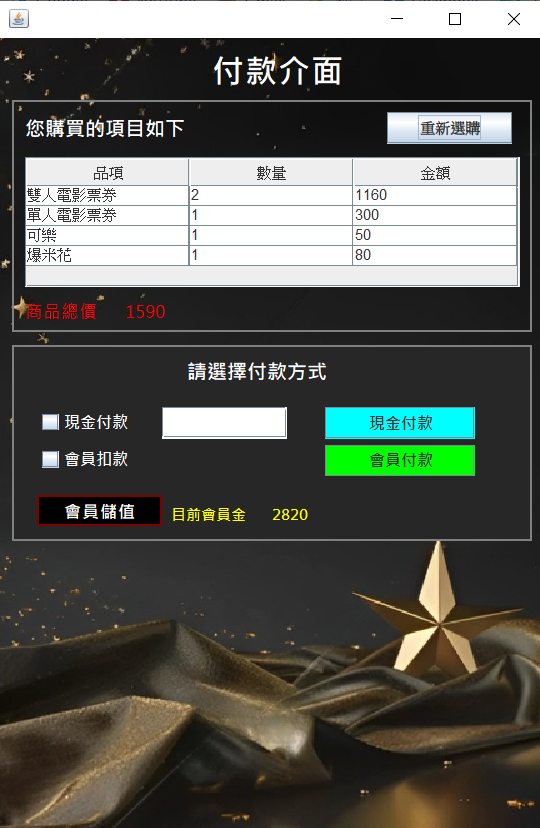 付款介面
您購買的項目如下 重新選購
品項 數量 金額
雙人電影票券 2 1160
單人電影票券 1 300
可樂 1 50
爆米花 1 80
商品總價 1590
請選擇付款方式
現金付款 現金付款
會員扣款 會員付款
會員儲值 目前會員金 2820